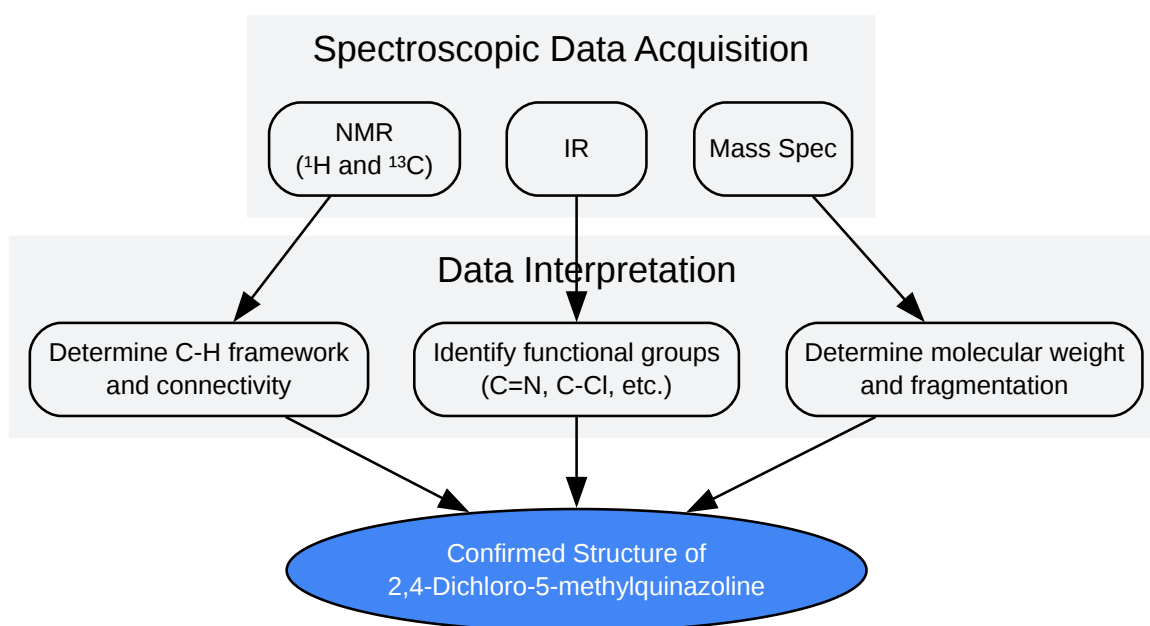 Spectroscopic Data Acquisition
NMR
(¹H and ¹³C)
IR
Mass Spec
Data Interpretation
Determine C-H framework
and connectivity
Identify functional groups
(C=N, C-Cl, etc.)
Determine molecular weight
and fragmentation
Confirmed Structure of
2,4-Dichloro-5-methylquinazoline